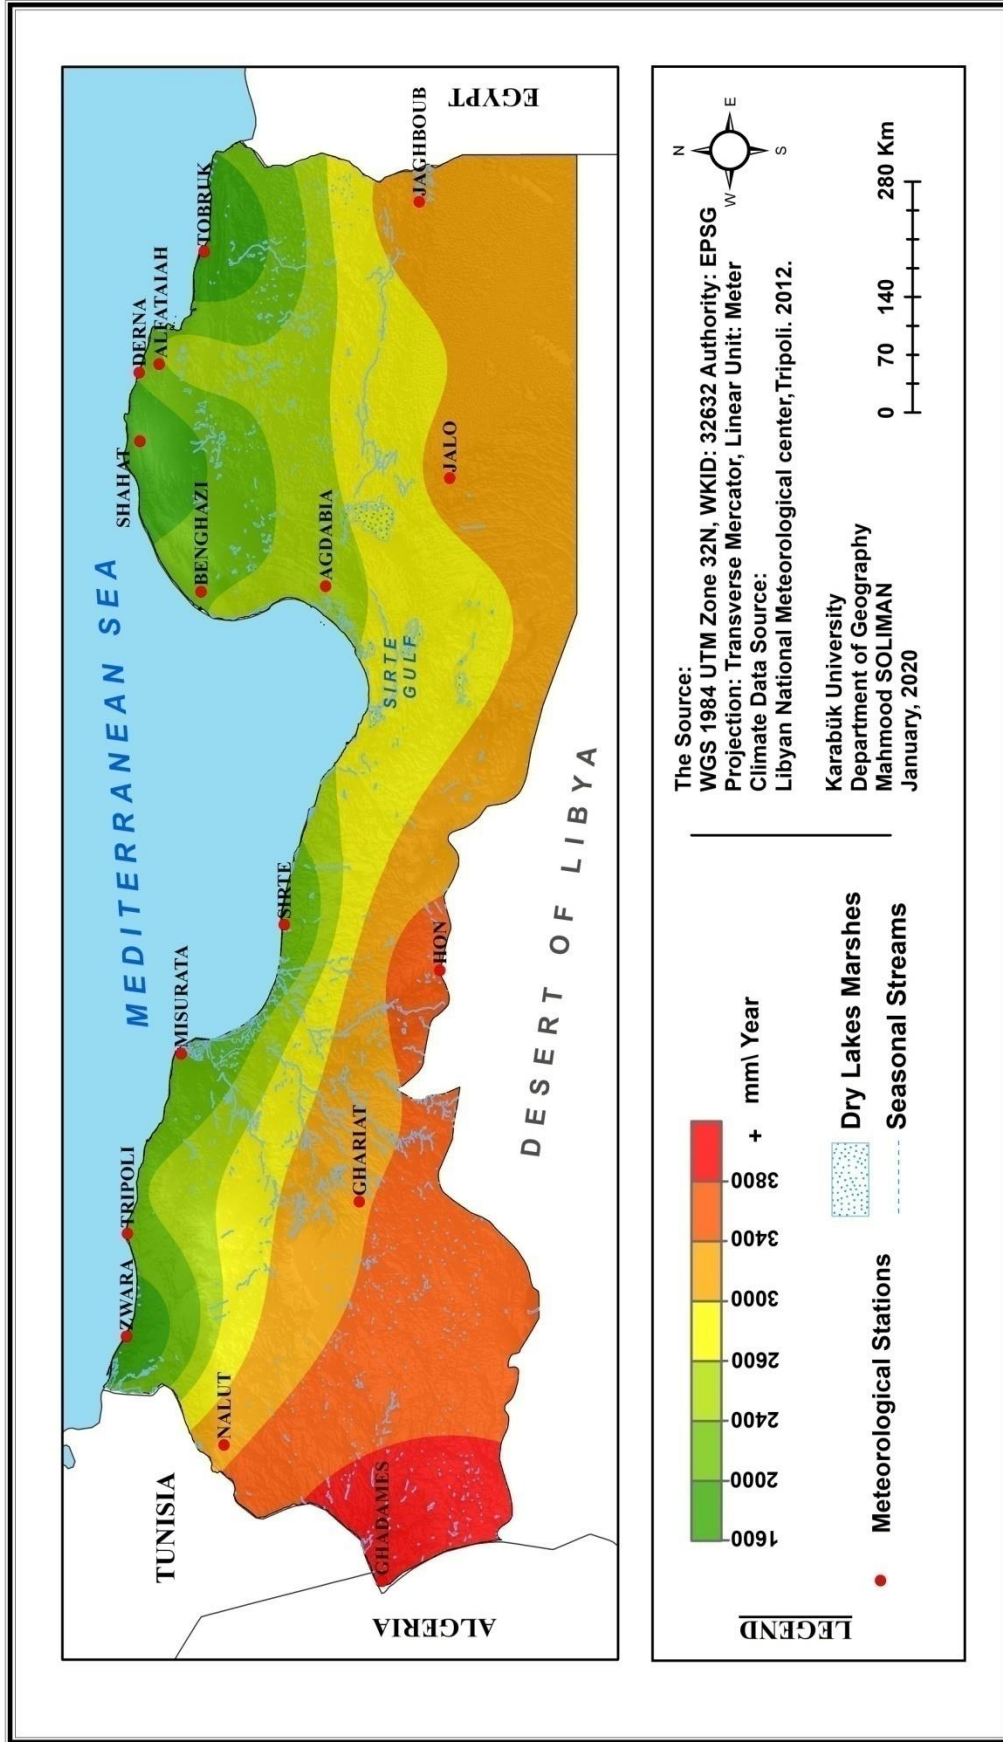 MEDITERRANEAN SEA
TUNISIA
ALGERIA
EGYPT
DESERT OF LIBYA
SIRTE
GULF
ZWARA
TRIPOLI
MISURATA
SIRTE
BENGHAZI
SHAHAT
DERNA
ALFATAIAH
TOBRUK
AGDABIA
NALUT
GHARIAT
HON
JALO
JAGHBOUB
GHADAMES
LEGEND
1600 2000 2400 2600 3000 3400 3800 + mm\ Year
Meteorological Stations
Dry Lakes Marshes
Seasonal Streams
The Source:
WGS 1984 UTM Zone 32N, WKID: 32632 Authority: EPSG
Projection: Transverse Mercator, Linear Unit: Meter
Climate Data Source:
Libyan National Meteorological center,Tripoli. 2012.
Karabük University
Department of Geography
Mahmood SOLIMAN
January, 2020
N
W E
S
0 70 140 280 Km